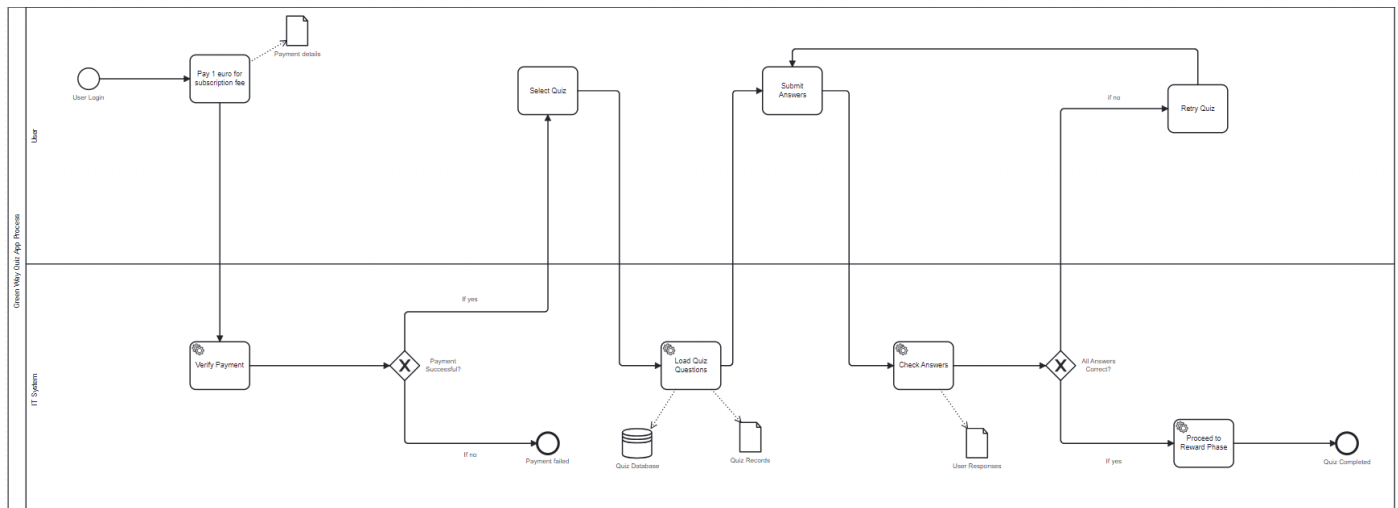 Green Way Quiz App Process
User
IT System
User Login
Pay 1 euro for
subscription fee
Payment details
Select Quiz
Submit
Answers
If no
Retry Quiz
If yes
Verify Payment
Payment
Successful?
If no
Payment failed
Load Quiz
Questions
Quiz Database
Quiz Records
Check Answers
User Responses
All Answers
Correct?
If yes
Proceed to
Reward Phase
Quiz Completed